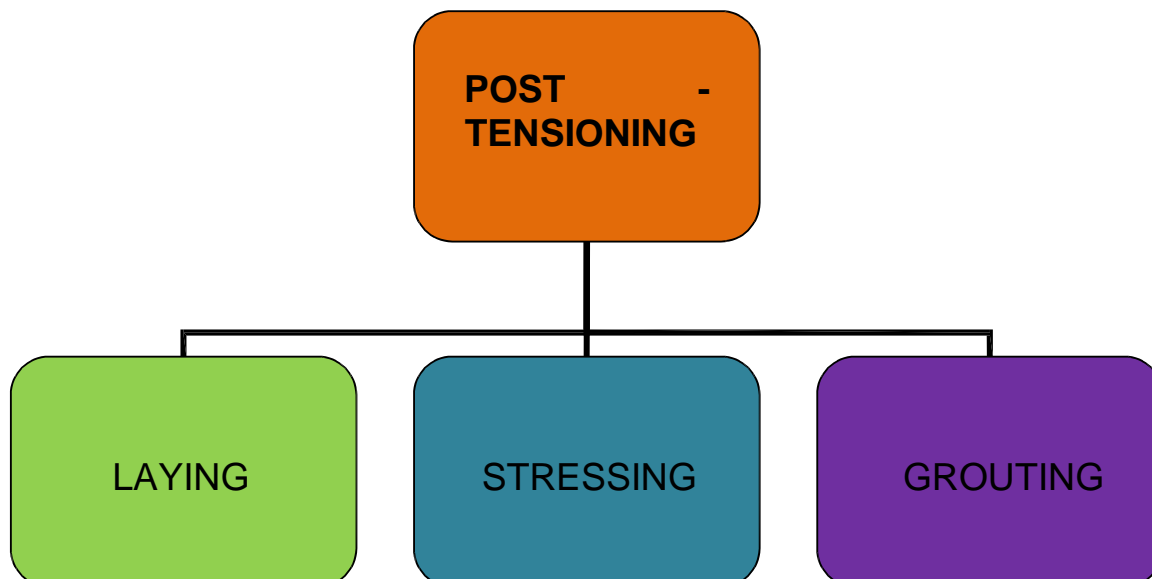 POST -
TENSIONING
LAYING
STRESSING
GROUTING